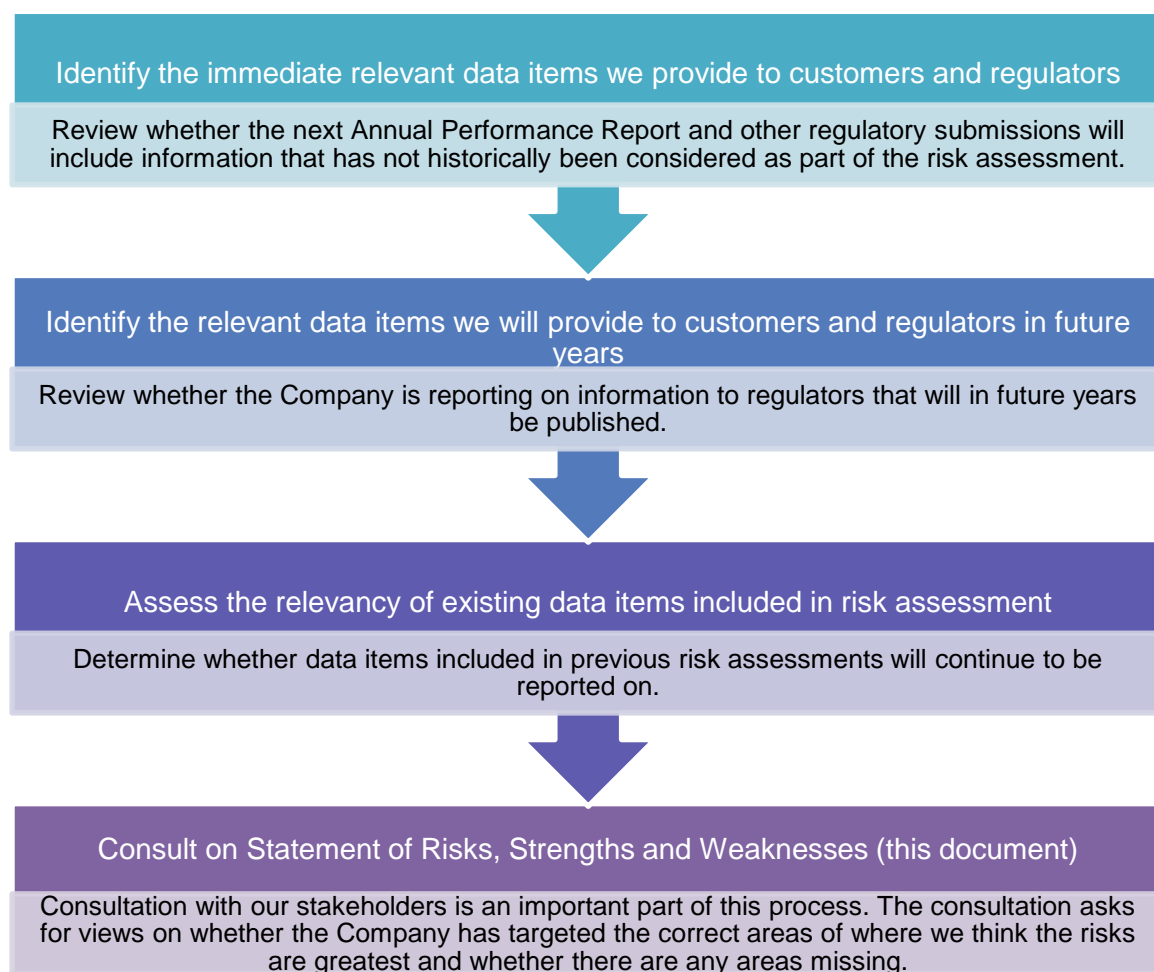 Identify the immediate relevant data items we provide to customers and regulators
Review whether the next Annual Performance Report and other regulatory submissions will
include information that has not historically been considered as part of the risk assessment.
Identify the relevant data items we will provide to customers and regulators in future
years
Review whether the Company is reporting on information to regulators that will in future years
be published.
Assess the relevancy of existing data items included in risk assessment
Determine whether data items included in previous risk assessments will continue to be
reported on.
Consult on Statement of Risks, Strengths and Weaknesses (this document)
Consultation with our stakeholders is an important part of this process. The consultation asks
for views on whether the Company has targeted the correct areas of where we think the risks
are greatest and whether there are any areas missing.